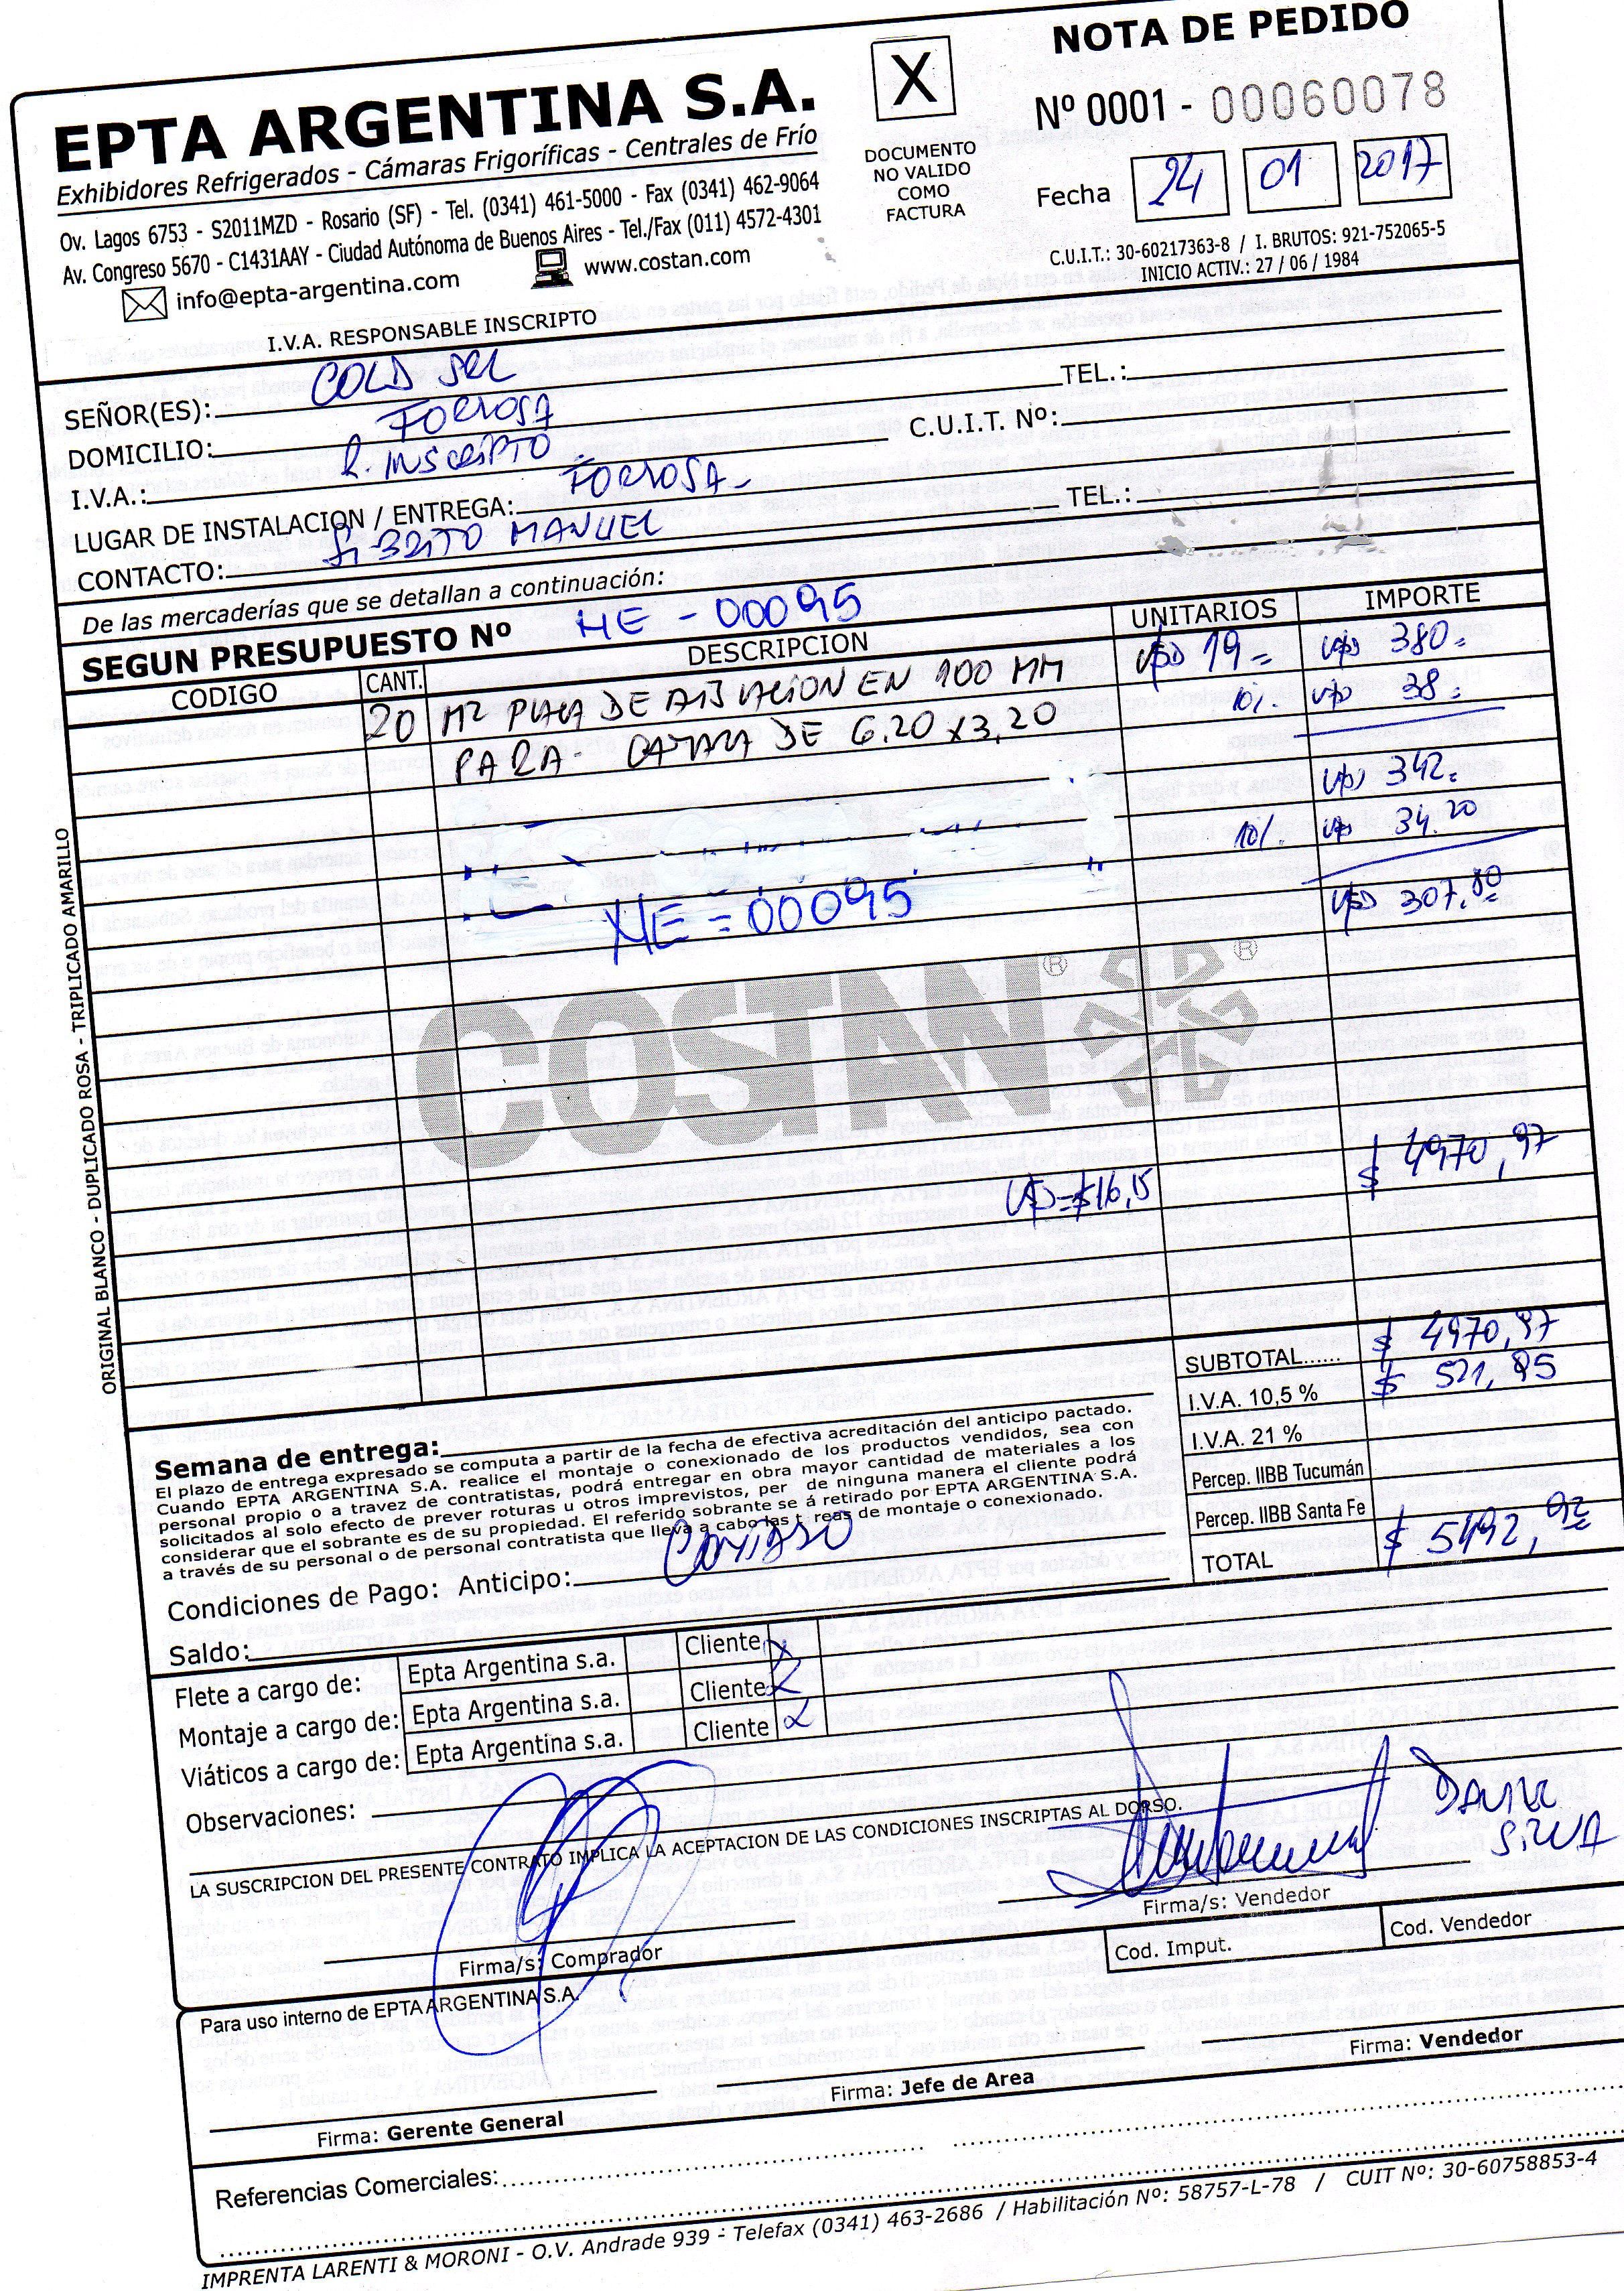 NOTA DE PEDIDO
X
EPTA ARGENTINA S.A.
Exhibidores Refrigerados - Cámaras Frigoríficas - Centrales de Frío
Nº 0001 - 00060078
DOCUMENTO
NO VALIDO
COMO
FACTURA
Fecha 24 01 2017
Ov. Lagos 6753 - S2011MZD - Rosario (SF) - Tel. (0341) 461-5000 - Fax (0341) 462-9064
Av. Congreso 5670 - C1431AAY - Ciudad Autónoma de Buenos Aires - Tel./Fax (011) 4572-4301
info@epta-argentina.com www.costan.com
C.U.I.T.: 30-60217363-8 / I. BRUTOS: 921-752065-5
INICIO ACTIV.: 27 / 06 / 1984
I.V.A. RESPONSABLE INSCRIPTO
SEÑOR(ES): COLD SRL TEL.:
DOMICILIO: FORMOSA
I.V.A.: R. INSCRIPTO C.U.I.T. Nº:
LUGAR DE INSTALACION / ENTREGA: FORMOSA
CONTACTO: MANUEL TEL.:
De las mercaderías que se detallan a continuación:
SEGUN PRESUPUESTO Nº ME - 00095
CODIGO CANT. DESCRIPCION UNITARIOS IMPORTE
20 M2 PLACA DE AISLACION EN 100 MM USD 19= USD 380=
PARA CAMARA DE 6.20 x 3,20 10%. USD 38=
USD 342=
10%. USD 34.20
ME = 00095 USD 307.80
COSTAN
® ®
USD = $16,15 $ 4970,97
ORIGINAL BLANCO - DUPLICADO ROSA - TRIPLICADO AMARILLO
SUBTOTAL...... $ 4970,97
I.V.A. 10,5 % $ 521,95
I.V.A. 21 %
Percep. IIBB Tucumán
Percep. IIBB Santa Fe
TOTAL $ 5492,92
Semana de entrega:
El plazo de entrega expresado se computa a partir de la fecha de efectiva acreditación del anticipo pactado.
Cuando EPTA ARGENTINA S.A. realice el montaje o conexionado de los productos vendidos, sea con
personal propio o a travez de contratistas, podrá entregar en obra mayor cantidad de materiales a los
solicitados al solo efecto de prever roturas u otros imprevistos, per de ninguna manera el cliente podrá
considerar que el sobrante es de su propiedad. El referido sobrante se á retirado por EPTA ARGENTINA S.A.
a través de su personal o de personal contratista que lleva a cabo las t reas de montaje o conexionado.
Condiciones de Pago: Anticipo: CONTADO
Saldo:
Flete a cargo de: Epta Argentina s.a. Cliente X
Montaje a cargo de: Epta Argentina s.a. Cliente X
Viáticos a cargo de: Epta Argentina s.a. Cliente X
Observaciones:
LA SUSCRIPCION DEL PRESENTE CONTRATO IMPLICA LA ACEPTACION DE LAS CONDICIONES INSCRIPTAS AL DORSO.
SILVA
Firma/s: Comprador Firma/s: Vendedor
Cod. Imput. Cod. Vendedor
Para uso interno de EPTA ARGENTINA S.A.
Firma: Gerente General Firma: Jefe de Area Firma: Vendedor
Referencias Comerciales:
IMPRENTA LARENTI & MORONI - O.V. Andrade 939 - Telefax (0341) 463-2686 / Habilitación Nº: 58757-L-78 / CUIT Nº: 30-60758853-4